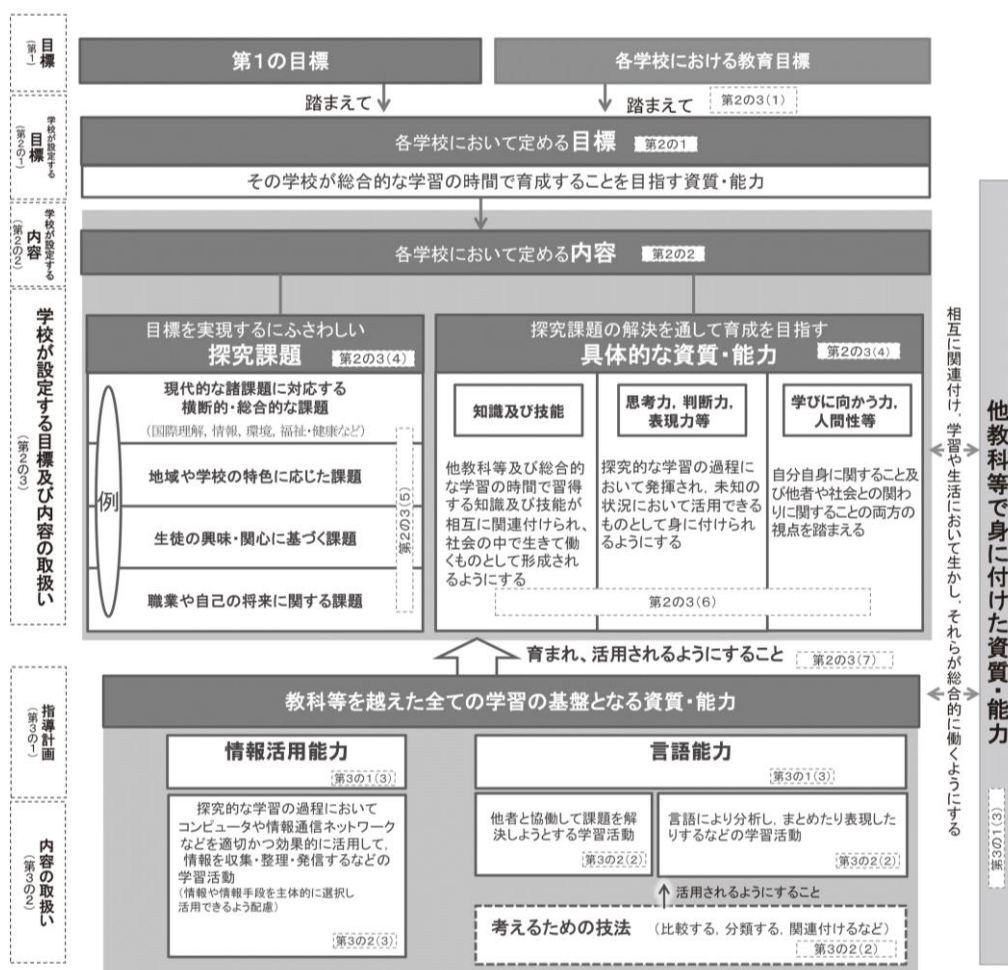 目標
(第1)
第1の目標
各学校における教育目標
踏まえて
踏まえて
第2の3(1)
学校が設定する
目標
(第2の1)
各学校において定める目標 第2の1
その学校が総合的な学習の時間で育成することを目指す資質・能力
学校が設定する
内容
(第2の2)
各学校において定める内容 第2の2
学校が設定する目標及び内容の取扱い
(第2の3)
目標を実現するにふさわしい
探究課題 第2の3(4)
例
現代的な諸課題に対応する
横断的・総合的な課題
(国際理解, 情報, 環境, 福祉・健康など)
地域や学校の特色に応じた課題
生徒の興味・関心に基づく課題
職業や自己の将来に関する課題
第2の3(5)
探究課題の解決を通して育成を目指す
具体的な資質・能力 第2の3(4)
知識及び技能
他教科等及び総合的
な学習の時間で習得
する知識及び技能が
相互に関連付けられ、
社会の中で生きて働
くものとして形成され
るようにする
思考力, 判断力,
表現力等
探究的な学習の過程に
おいて発揮され, 未知の
状況において活用できる
ものとして身に付けられ
るようにする
学びに向かう力,
人間性等
自分自身に関すること及
び他者や社会との関わ
りに関することの両方の
視点を踏まえる
第2の3(6)
育まれ、活用されるようにすること 第2の3(7)
指導計画
(第3の1)
教科等を越えた全ての学習の基盤となる資質・能力
情報活用能力
第3の1(3)
言語能力
第3の1(3)
内容の取扱い
(第3の2)
探究的な学習の過程において
コンピュータや情報通信ネットワーク
などを適切かつ効果的に活用して,
情報を収集・整理・発信するなどの
学習活動
(情報や情報手段を主体的に選択し
活用できるよう配慮)
第3の2(3)
他者と協働して課題を解
決しようとする学習活動
第3の2(2)
言語により分析し, まとめたり表現した
りするなどの学習活動
第3の2(2)
活用されるようにすること
考えるための技法 (比較する, 分類する, 関連付けるなど)
第3の2(2)
相互に関連付け, 学習や生活において生かし, それらが総合的に働くようにする
他教科等で身に付けた資質・能力
第3の1(3)